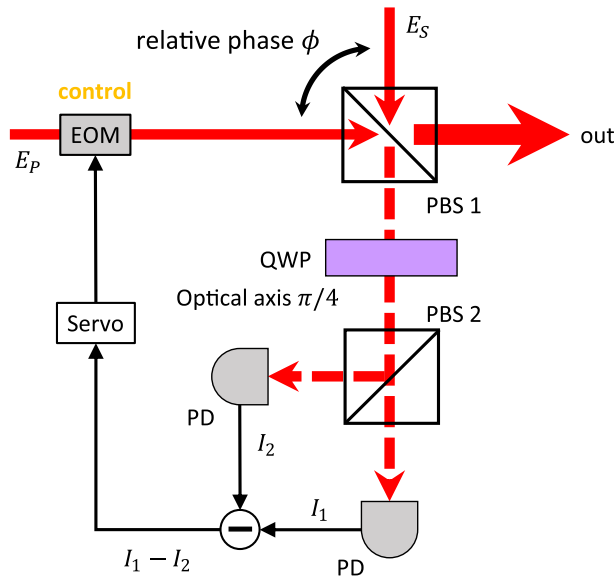 relative phase ϕ
E_S
control
EOM
E_P
out
PBS 1
QWP
Optical axis π/4
PBS 2
Servo
PD
I_2
I_1
I_1 − I_2
PD